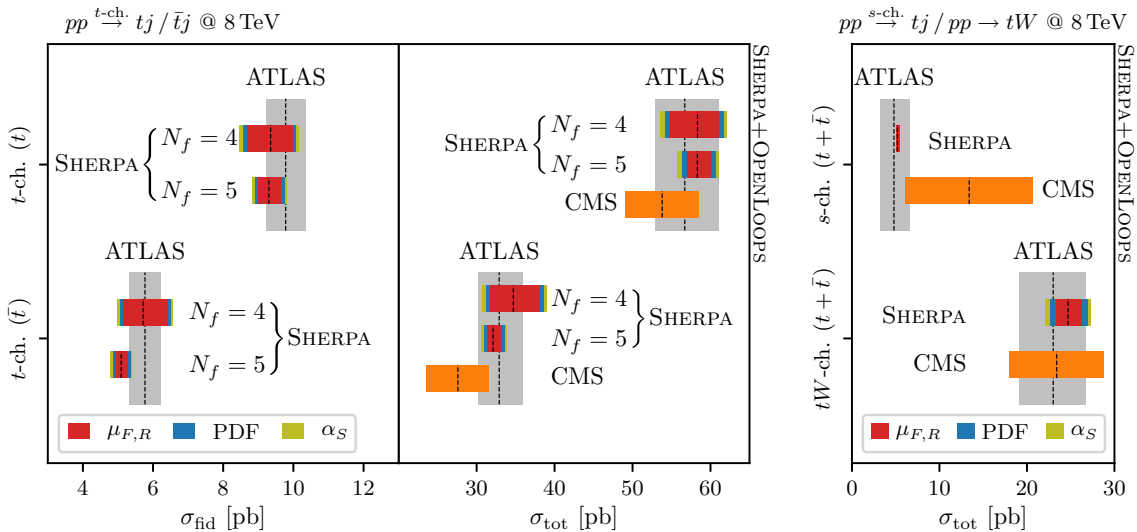 pp t-ch.→ tj / t̄j @ 8 TeV
pp s-ch.→ tj / pp → tW @ 8 TeV
ATLAS
N_f = 4
SHERPA
N_f = 5
t-ch. (t)
ATLAS
N_f = 4
SHERPA
N_f = 5
t-ch. (t̄)
μ_{F,R} PDF α_S
4 6 8 10 12
σ_fid [pb]
ATLAS
N_f = 4
SHERPA
N_f = 5
CMS
ATLAS
N_f = 4
SHERPA
N_f = 5
CMS
30 40 50 60
σ_tot [pb]
SHERPA+OPENLOOPS
ATLAS
SHERPA
CMS
s-ch. (t + t̄)
ATLAS
SHERPA
CMS
tW-ch. (t + t̄)
μ_{F,R} PDF α_S
0 10 20 30
σ_tot [pb]
SHERPA+OPENLOOPS